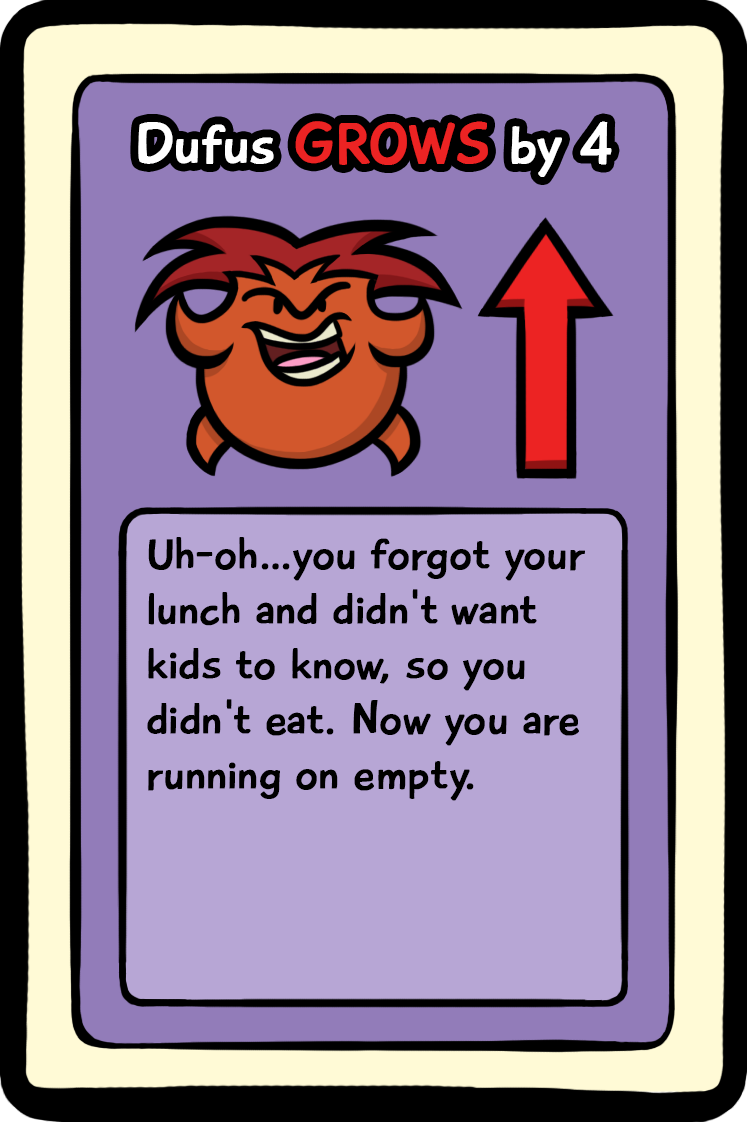 Dufus GROWS by 4
Uh-oh...you forgot your
lunch and didn't want
kids to know, so you
didn't eat. Now you are
running on empty.